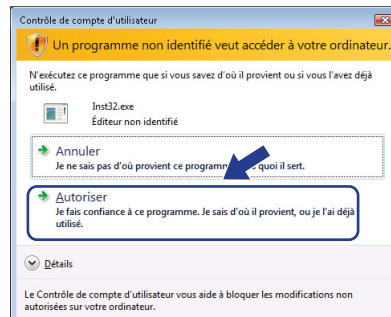 Contrôle de compte d'utilisateur
Un programme non identifié veut accéder à votre ordinateur.
N'exécutez ce programme que si vous savez d'où il provient ou si vous l'avez déjà
utilisé.
Inst32.exe
Éditeur non identifié
Annuler
Je ne sais pas d'où provient ce program quoi il sert.
Autoriser
Je fais confiance à ce programme. Je sais d'où il provient, ou je l'ai déjà
utilisé.
Détails
Le Contrôle de compte d'utilisateur vous aide à bloquer les modifications non
autorisées sur votre ordinateur.